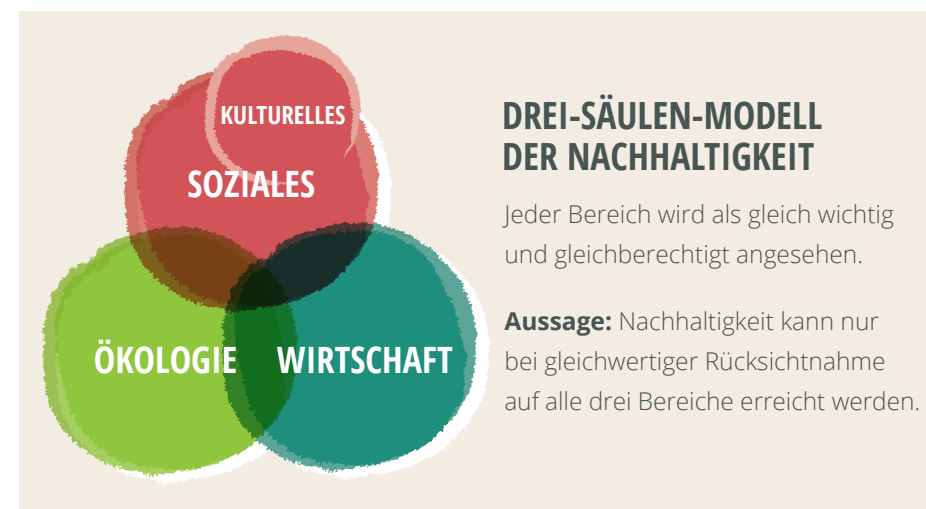 KULTURELLES
SOZIALES
ÖKOLOGIE
WIRTSCHAFT
DREI-SÄULEN-MODELL
DER NACHHALTIGKEIT
Jeder Bereich wird als gleich wichtig
und gleichberechtigt angesehen.
Aussage: Nachhaltigkeit kann nur
bei gleichwertiger Rücksichtnahme
auf alle drei Bereiche erreicht werden.